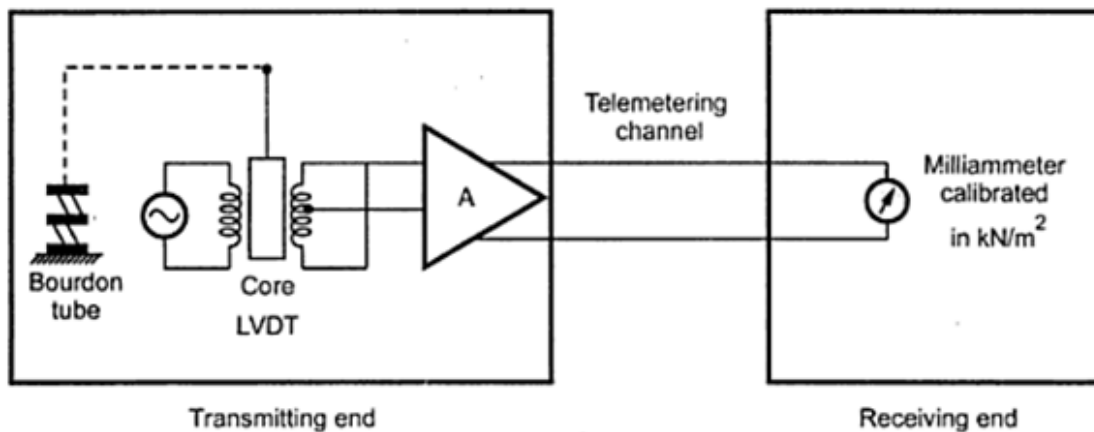 Telemetering
channel
A
Milliammeter
calibrated
in kN/m²
Bourdon
tube
Core
LVDT
Transmitting end
Receiving end